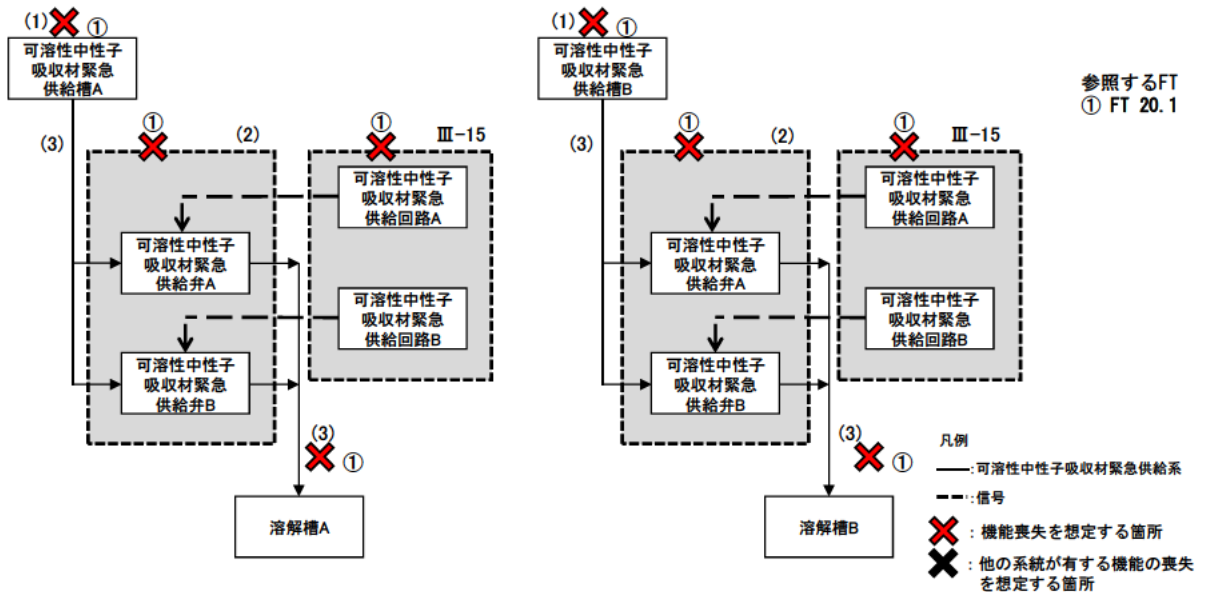 (1) ①
可溶性中性子
吸収材緊急
供給槽A
(3)
①
(2)
①
Ⅲ-15
可溶性中性子
吸収材緊急
供給回路A
可溶性中性子
吸収材緊急
供給弁A
可溶性中性子
吸収材緊急
供給回路B
可溶性中性子
吸収材緊急
供給弁B
(3)
①
溶解槽A
(1) ①
可溶性中性子
吸収材緊急
供給槽B
(3)
①
(2)
①
Ⅲ-15
可溶性中性子
吸収材緊急
供給回路A
可溶性中性子
吸収材緊急
供給弁A
可溶性中性子
吸収材緊急
供給回路B
可溶性中性子
吸収材緊急
供給弁B
(3)
①
溶解槽B
参照するFT
① FT 20.1
凡例
:可溶性中性子吸収材緊急供給系
:信号
: 機能喪失を想定する箇所
: 他の系統が有する機能の喪失
を想定する箇所